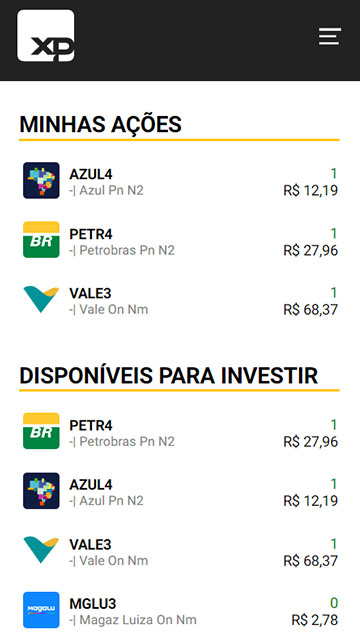 xp
MINHAS AÇÕES
AZUL4
1
-| Azul Pn N2
R$ 12,19
BR
PETR4
1
-| Petrobras Pn N2
R$ 27,96
VALE3
1
-| Vale On Nm
R$ 68,37
DISPONÍVEIS PARA INVESTIR
BR
PETR4
1
-| Petrobras Pn N2
R$ 27,96
AZUL4
1
-| Azul Pn N2
R$ 12,19
VALE3
1
-| Vale On Nm
R$ 68,37
Magalu
MGLU3
0
-| Magaz Luiza On Nm
R$ 2,78